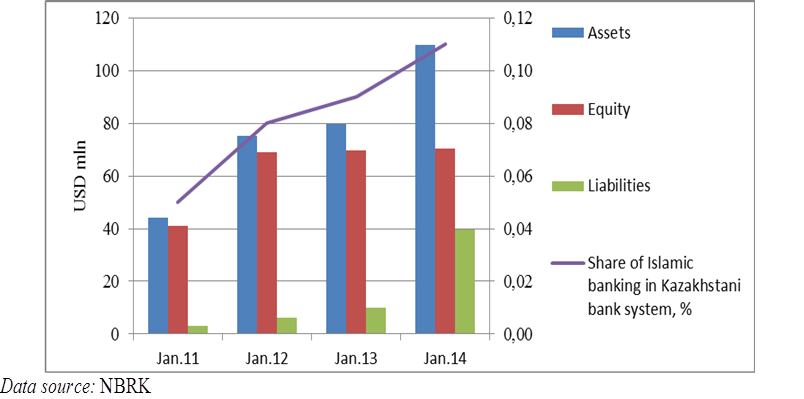 120
100
80
60
40
20
0
USD mln
0,12
0,10
0,08
0,06
0,04
0,02
0,00
Jan.11 Jan.12 Jan.13 Jan.14
Assets
Equity
Liabilities
Share of Islamic
banking in Kazakhstani
bank system, %
Data source: NBRK